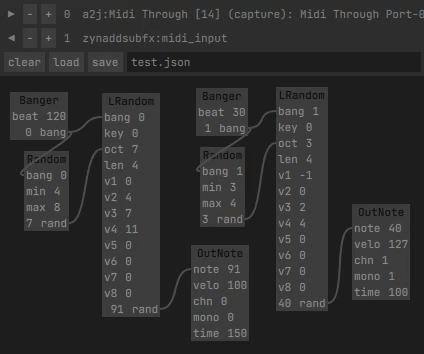 ▶ - + 0 a2j:Midi Through [14] (capture): Midi Through Port-0
◀ - + 1 zynaddsubfx:midi_input
clear load save test.json
Banger
beat 120
0 bang
Random
bang 0
min 4
max 8
7 rand
LRandom
bang 0
key 0
oct 7
len 4
v1 0
v2 4
v3 7
v4 11
v5 0
v6 0
v7 0
v8 0
91 rand
Banger
beat 30
1 bang
Random
bang 1
min 3
max 4
3 rand
OutNote
note 91
velo 100
chn 0
mono 0
time 150
LRandom
bang 1
key 0
oct 3
len 4
v1 -1
v2 0
v3 2
v4 4
v5 0
v6 0
v7 0
v8 0
40 rand
OutNote
note 40
velo 127
chn 1
mono 1
time 100